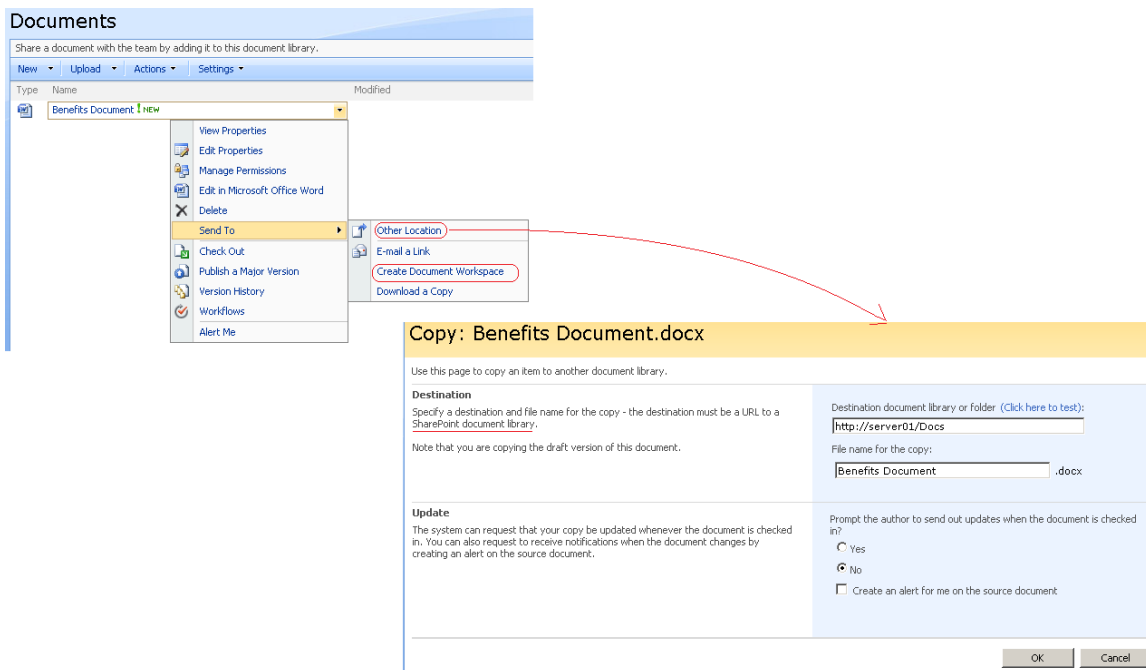 Documents
Share a document with the team by adding it to this document library.
New Upload Actions Settings
Type Name Modified
Benefits Document ! NEW
View Properties
Edit Properties
Manage Permissions
Edit in Microsoft Office Word
Delete
Send To
Check Out
Publish a Major Version
Version History
Workflows
Alert Me
Other Location
E-mail a Link
Create Document Workspace
Download a Copy
Copy: Benefits Document.docx
Use this page to copy an item to another document library.
Destination
Specify a destination and file name for the copy - the destination must be a URL to a
SharePoint document library.
Note that you are copying the draft version of this document.
Destination document library or folder (Click here to test):
http://server01/Docs
File name for the copy:
Benefits Document .docx
Update
The system can request that your copy be updated whenever the document is checked
in. You can also request to receive notifications when the document changes by
creating an alert on the source document.
Prompt the author to send out updates when the document is checked
in?
Yes
No
Create an alert for me on the source document
OK Cancel